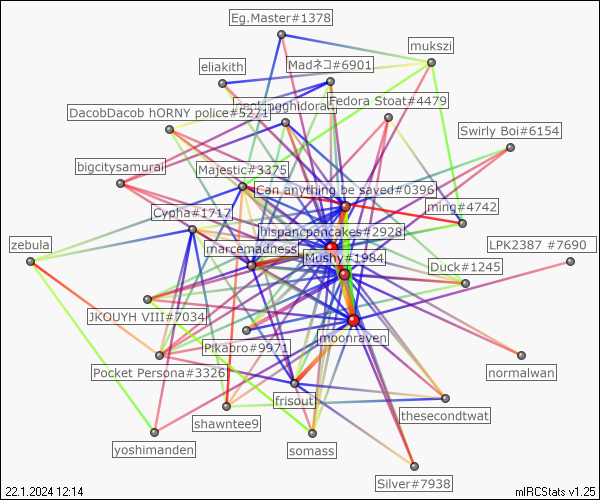 Eg.Master#1378
mukszi
Madネコ#6901
eliakith
DacobDacob hORNY police#5271
Fedora Stoat#4479
Swirly Boi#6154
bigcitysamurai
Majestic#3375
Can anything be saved#0396
ming#4742
Cypha#1717
hispancpancakes#2928
zebula
marcemadness
LPK2387 #7690
Mushy#1984
Duck#1245
JKOUYH VIII#7034
moonraven
Pikabro#9971
Pocket Persona#3326
normalwan
frisout
thesecondtwat
shawntee9
yoshimanden
somass
Silver#7938
22.1.2024 12:14
mIRCStats v1.25